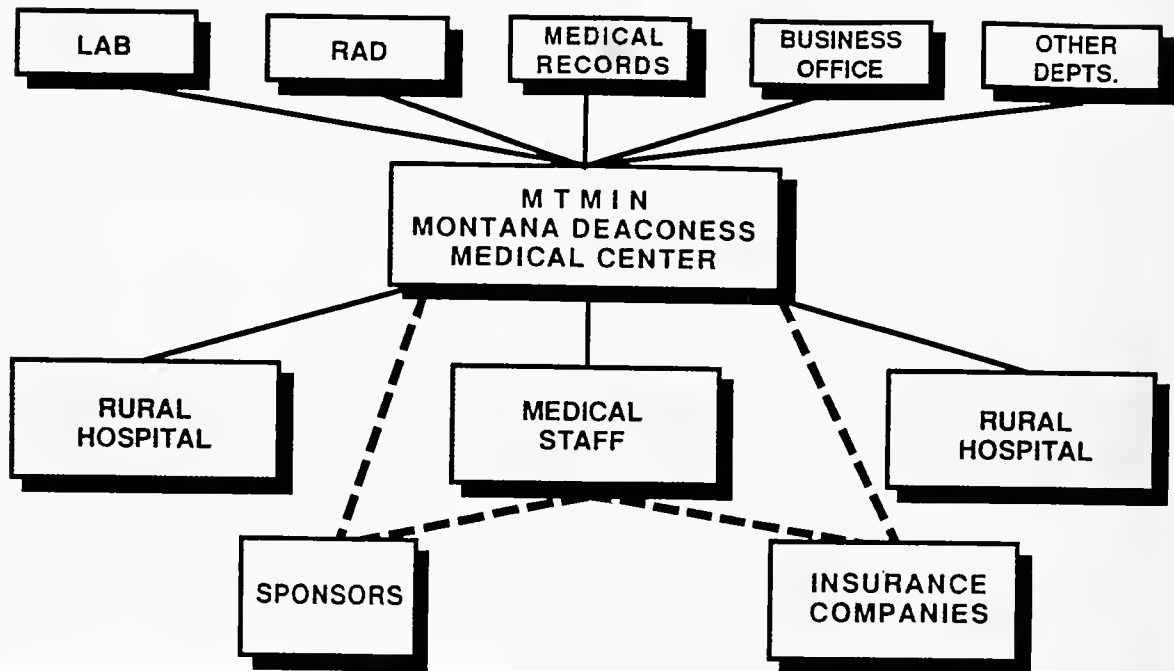 LAB
RAD
MEDICAL
RECORDS
BUSINESS
OFFICE
OTHER
DEPTS.
M T M I N
MONTANA DEACONESS
MEDICAL CENTER
RURAL
HOSPITAL
MEDICAL
STAFF
RURAL
HOSPITAL
SPONSORS
INSURANCE
COMPANIES